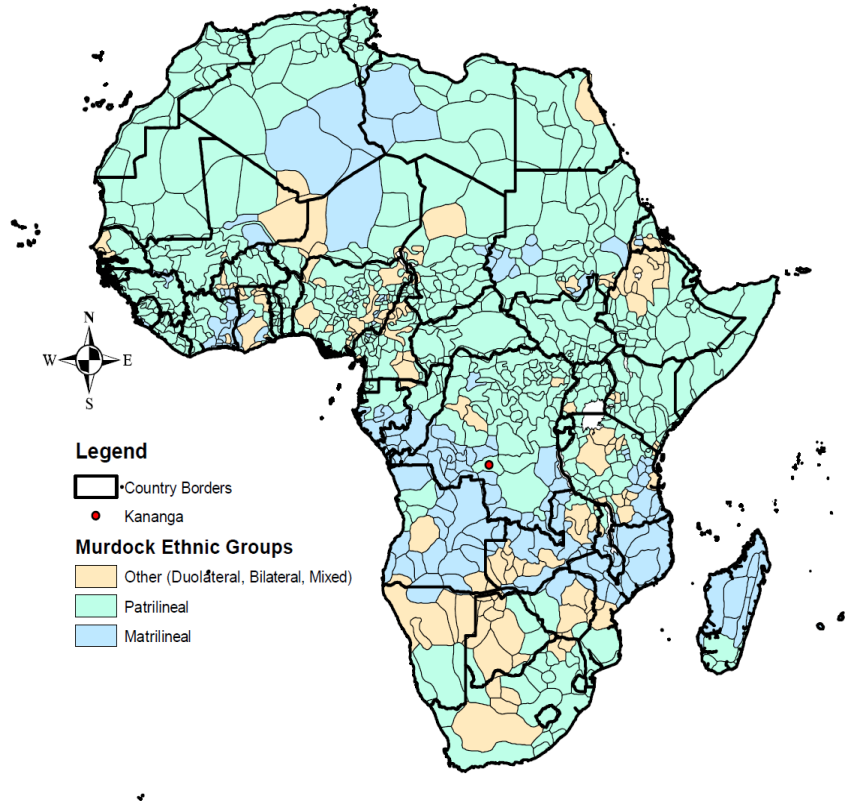 N
W E
S
Legend
Country Borders
Kananga
Murdock Ethnic Groups
Other (Duolateral, Bilateral, Mixed)
Patrilineal
Matrilineal